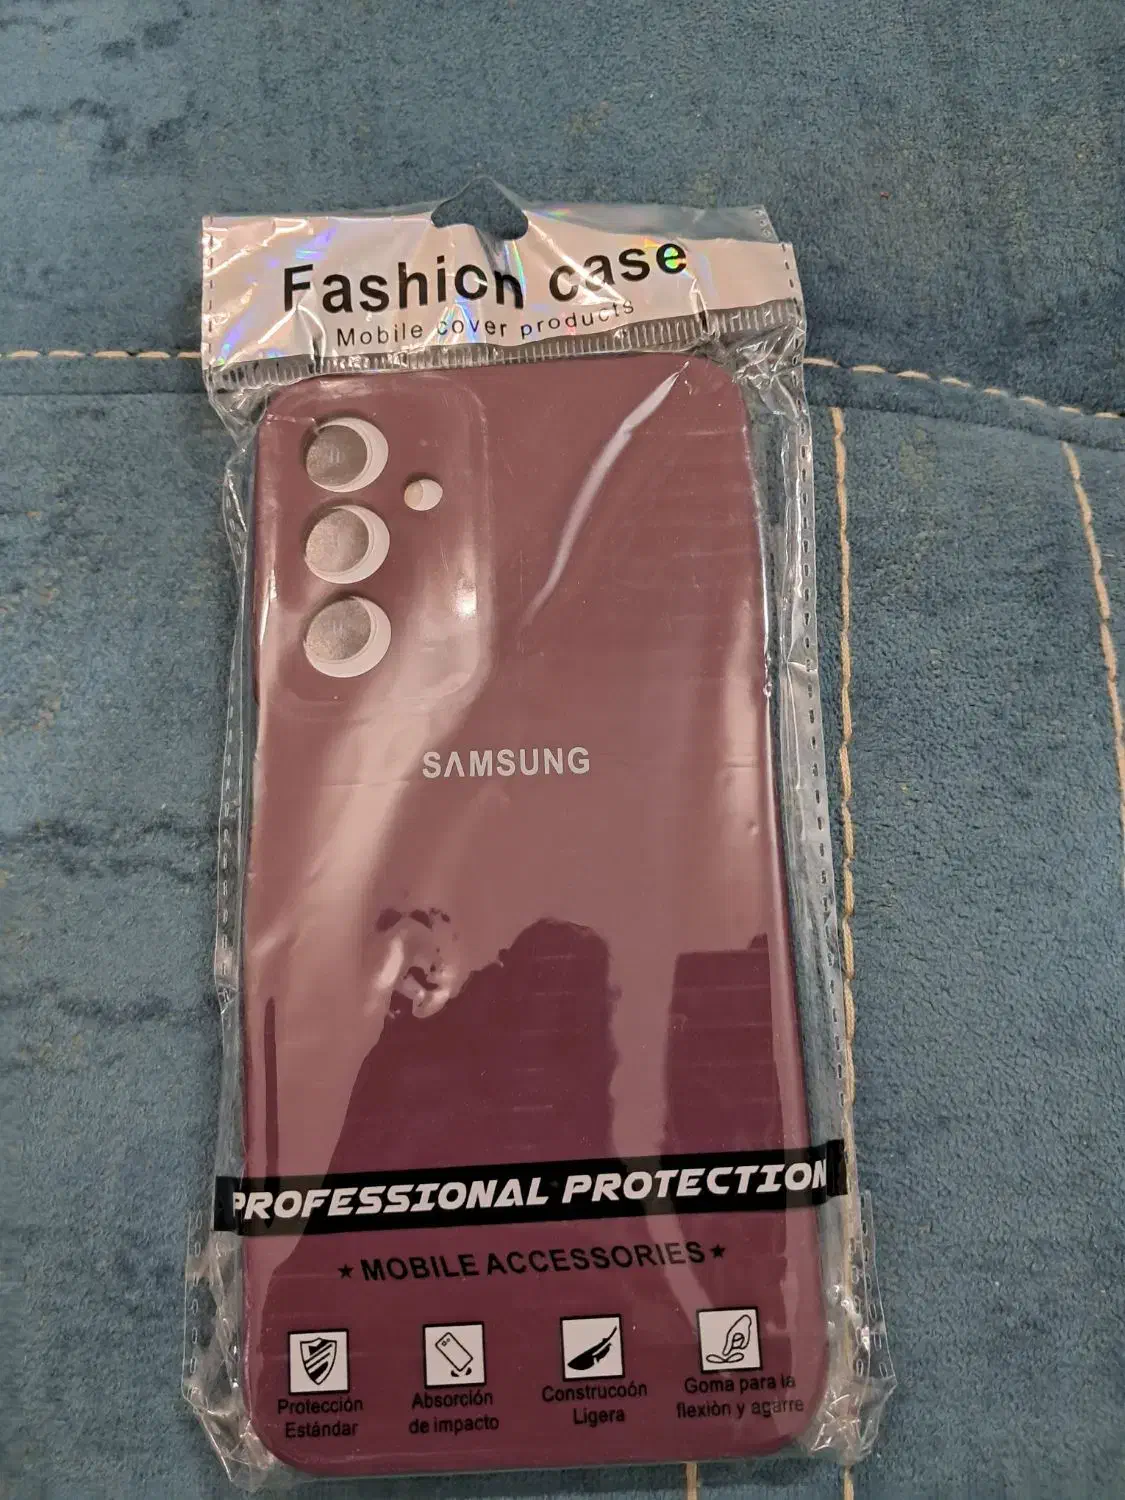 Fashion case
Mobile cover products
SAMSUNG
PROFESSIONAL PROTECTION
★ MOBILE ACCESSORIES ★
Protección
Estándar
Absorción
de impacto
Construcoón
Ligera
Goma para la
flexiòn y agarre